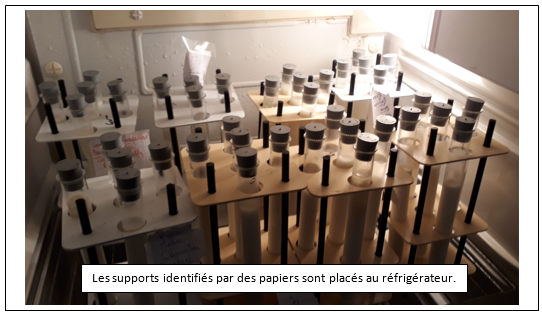 Les supports identifiés par des papiers sont placés au réfrigérateur.